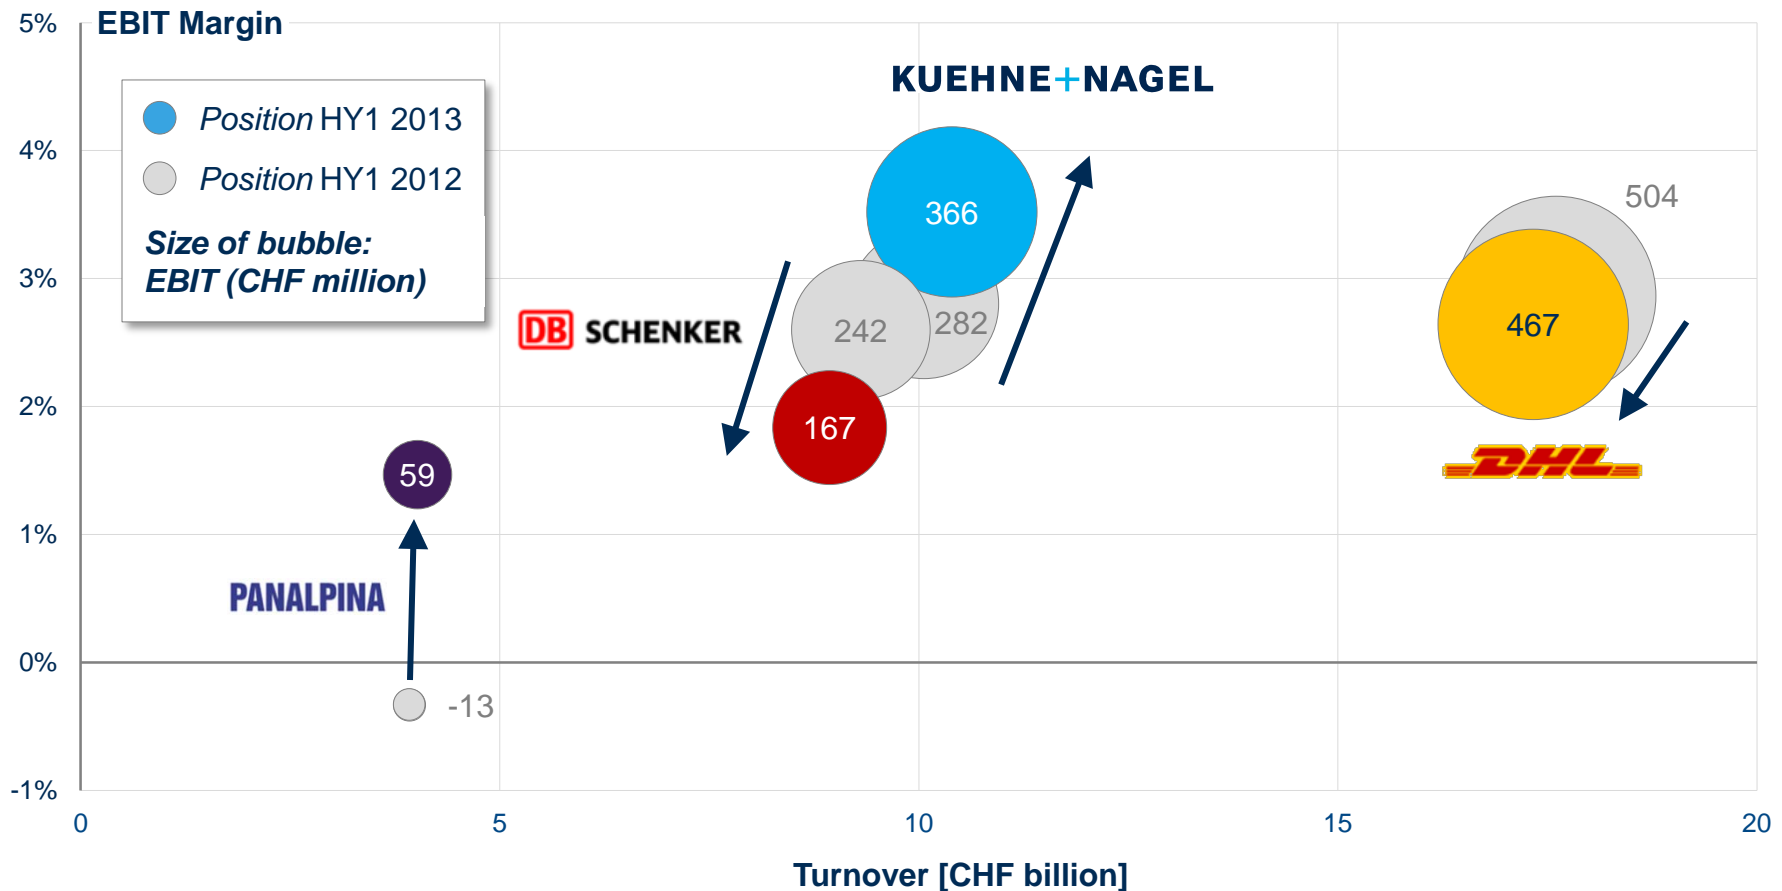 5%
EBIT Margin
KUEHNE+NAGEL
Position HY1 2013
4%
Position HY1 2012
504
366
Size of bubble:
EBIT (CHF million)
3%
DB SCHENKER
242
282
467
2%
167
59
DHL
1%
PANALPINA
0%
-13
-1%
0
5
10
15
20
Turnover [CHF billion]